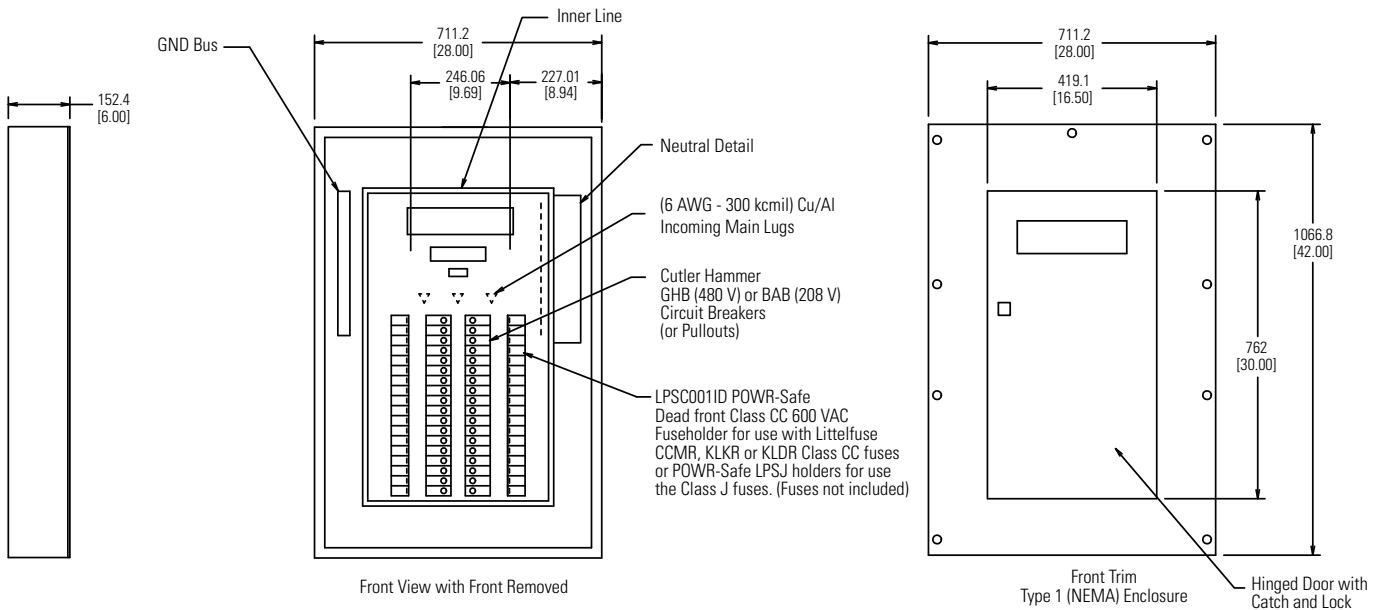 152.4
[6.00]
GND Bus
Inner Line
711.2
[28.00]
246.06
[9.69]
227.01
[8.94]
Neutral Detail
(6 AWG - 300 kcmil) Cu/Al
Incoming Main Lugs
Cutler Hammer
GHB (480 V) or BAB (208 V)
Circuit Breakers
(or Pullouts)
LPSC001ID POWR-Safe
Dead front Class CC 600 VAC
Fuseholder for use with Littelfuse
CCMR, KLKR or KLDR Class CC fuses
or POWR-Safe LPSJ holders for use
the Class J fuses. (Fuses not included)
Front View with Front Removed
711.2
[28.00]
419.1
[16.50]
1066.8
[42.00]
762
[30.00]
Front Trim
Type 1 (NEMA) Enclosure
Hinged Door with
Catch and Lock